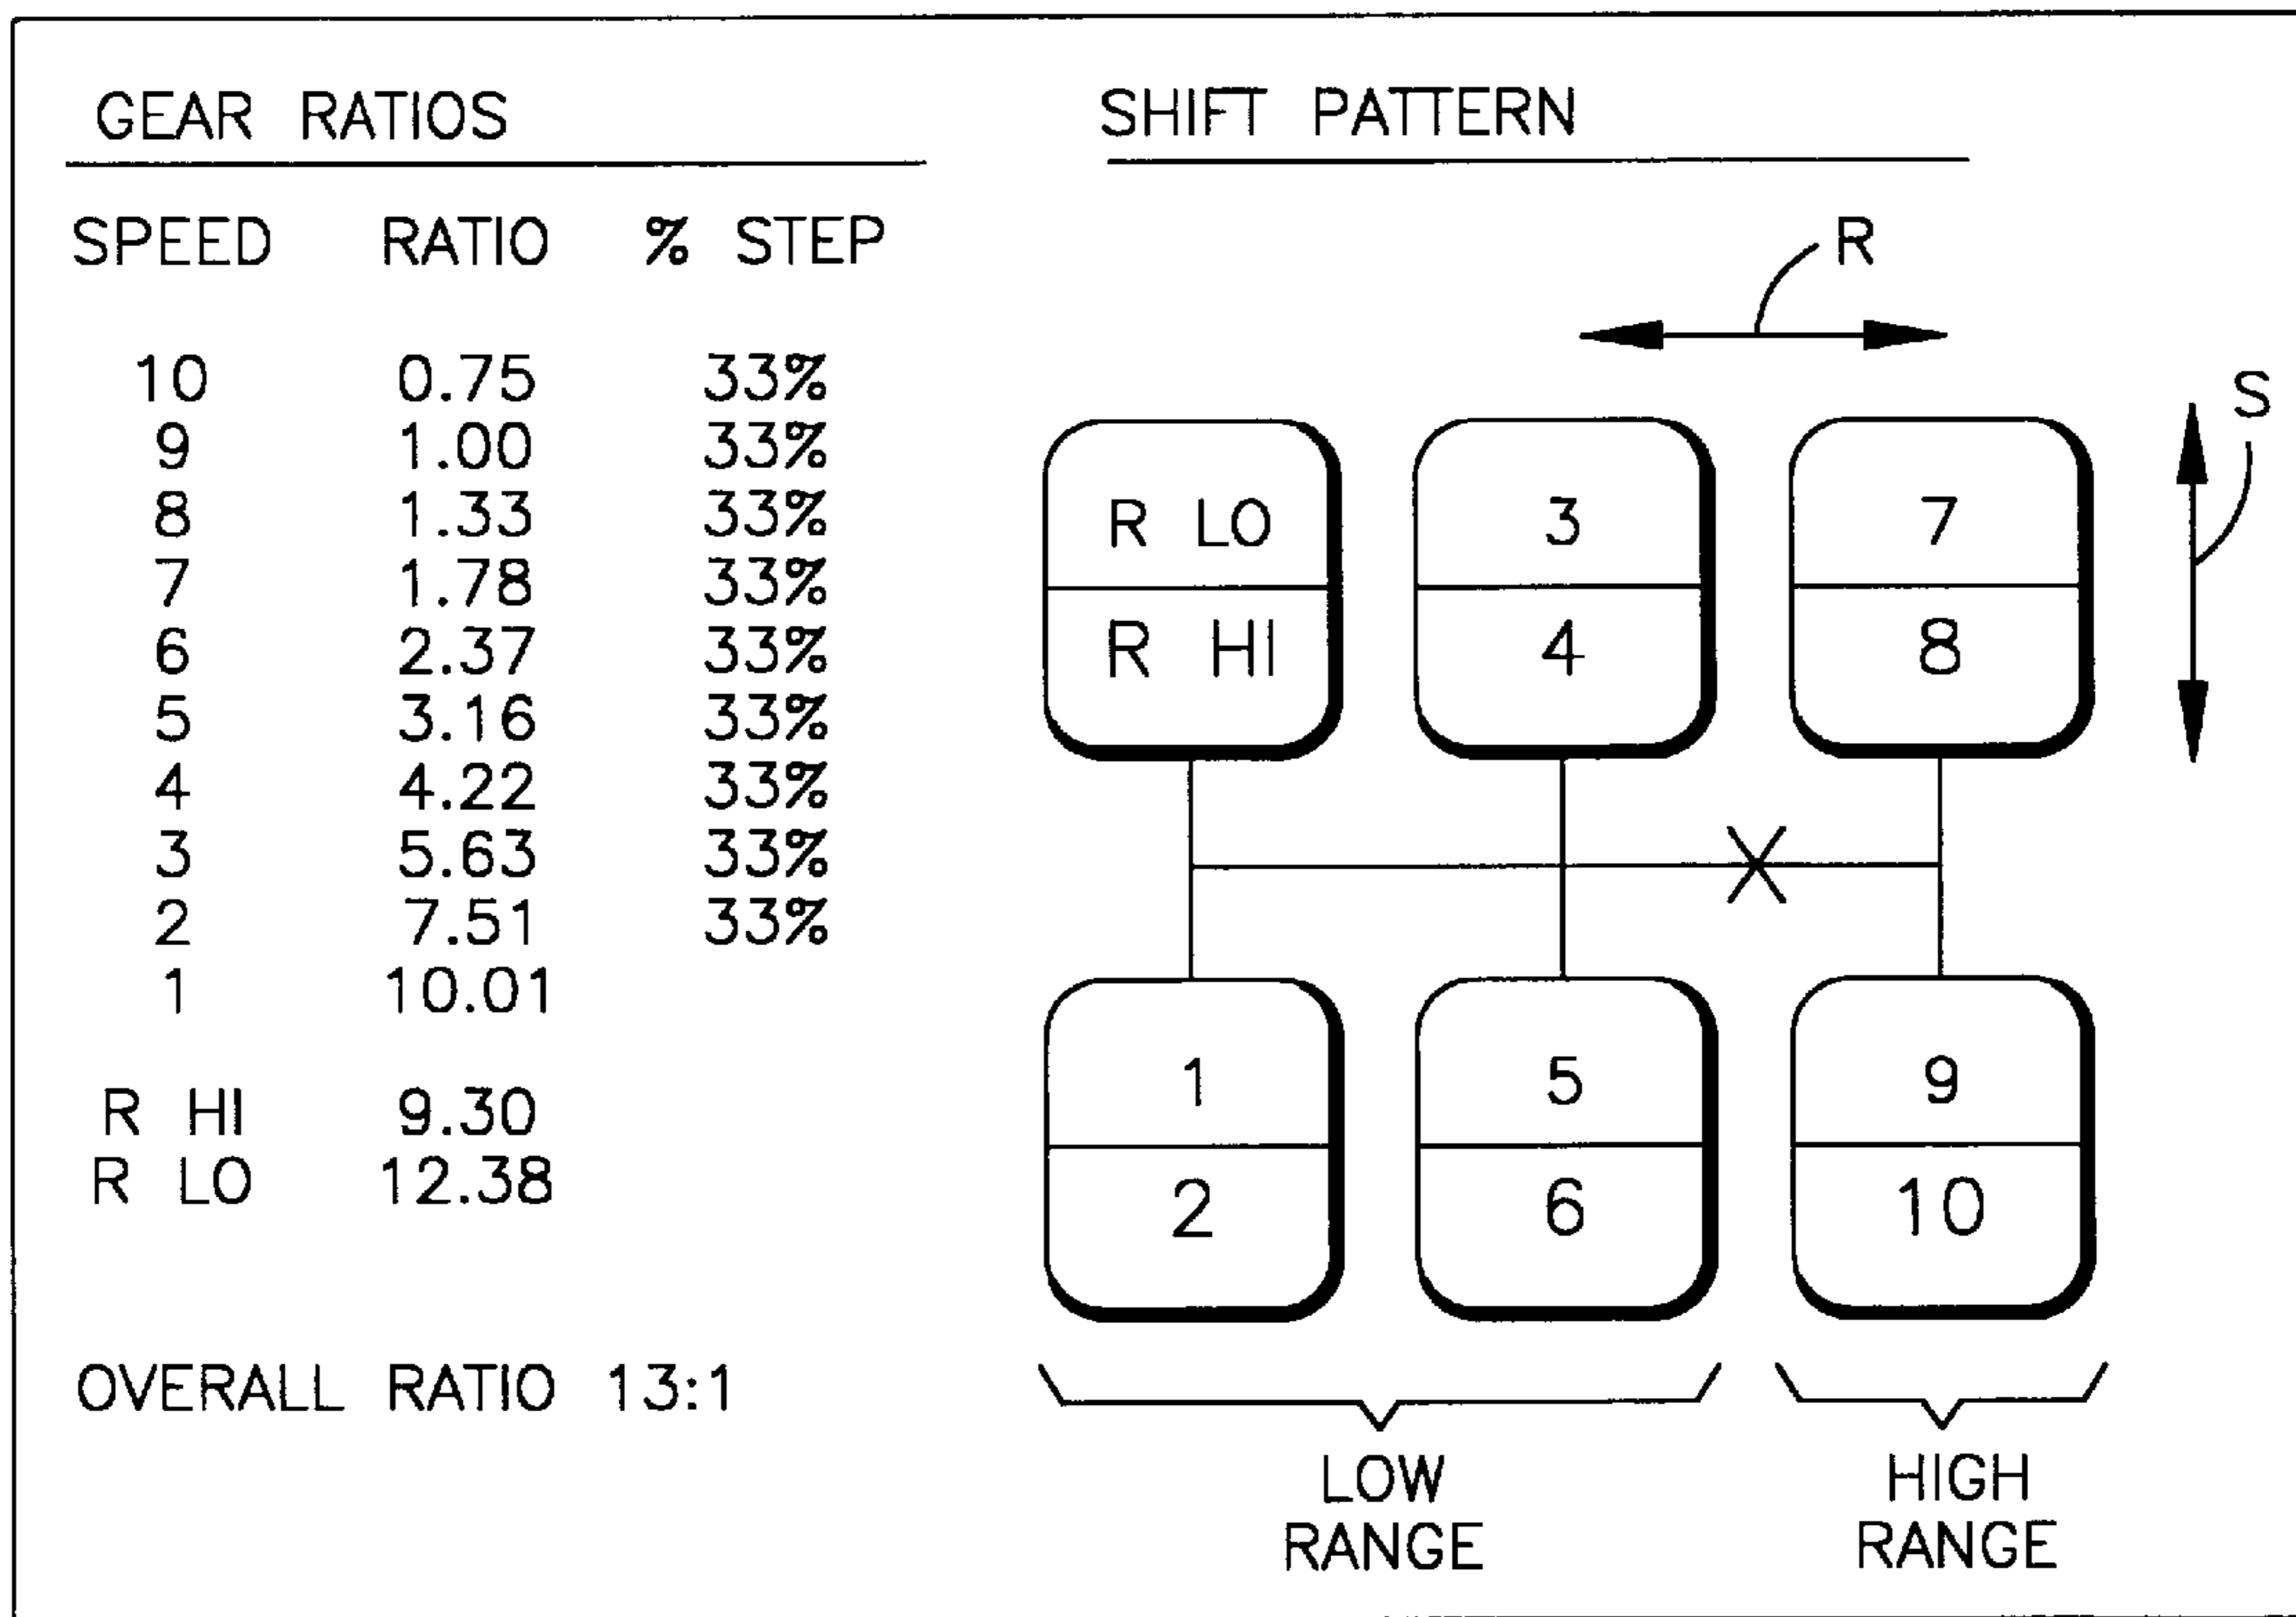 GEAR RATIOS
SPEED RATIO % STEP
10 0.75 33%
9 1.00 33%
8 1.33 33%
7 1.78 33%
6 2.37 33%
5 3.16 33%
4 4.22 33%
3 5.63 33%
2 7.51 33%
1 10.01
R HI 9.30
R LO 12.38
OVERALL RATIO 13:1
SHIFT PATTERN
R
S
R LO 3 7
R HI 4 8
X
1 5 9
2 6 10
LOW HIGH
RANGE RANGE